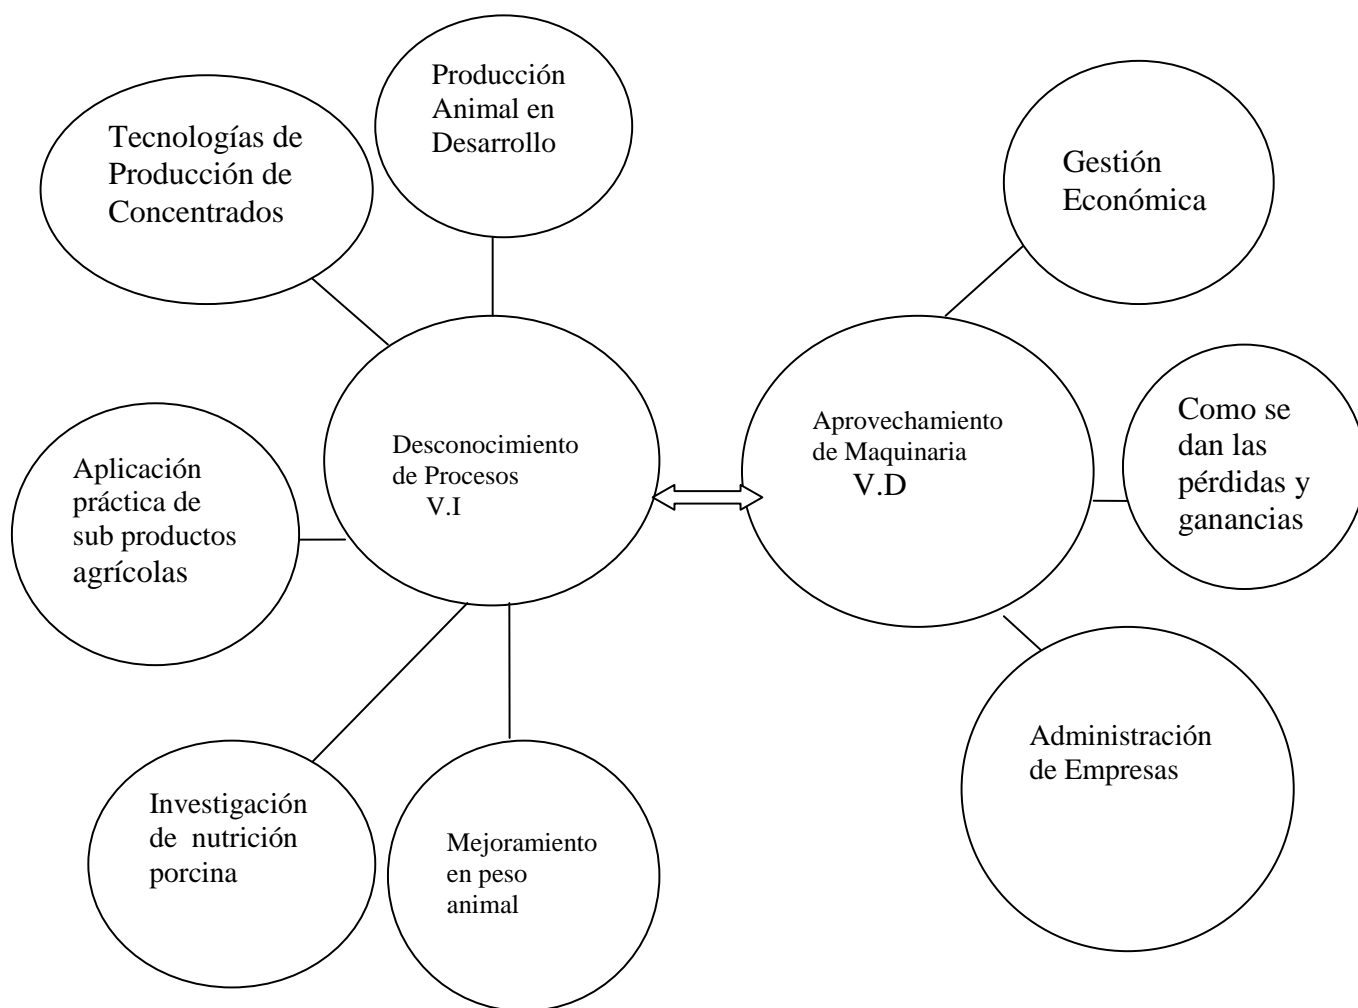 Producción
Animal en
Desarrollo
Tecnologías de
Producción de
Concentrados
Gestión
Económica
Desconocimiento
de Procesos
V.I
Aprovechamiento
de Maquinaria
V.D
Como se
dan las
pérdidas y
ganancias
Aplicación
práctica de
sub productos
agrícolas
Investigación
de nutrición
porcina
Mejoramiento
en peso
animal
Administración
de Empresas